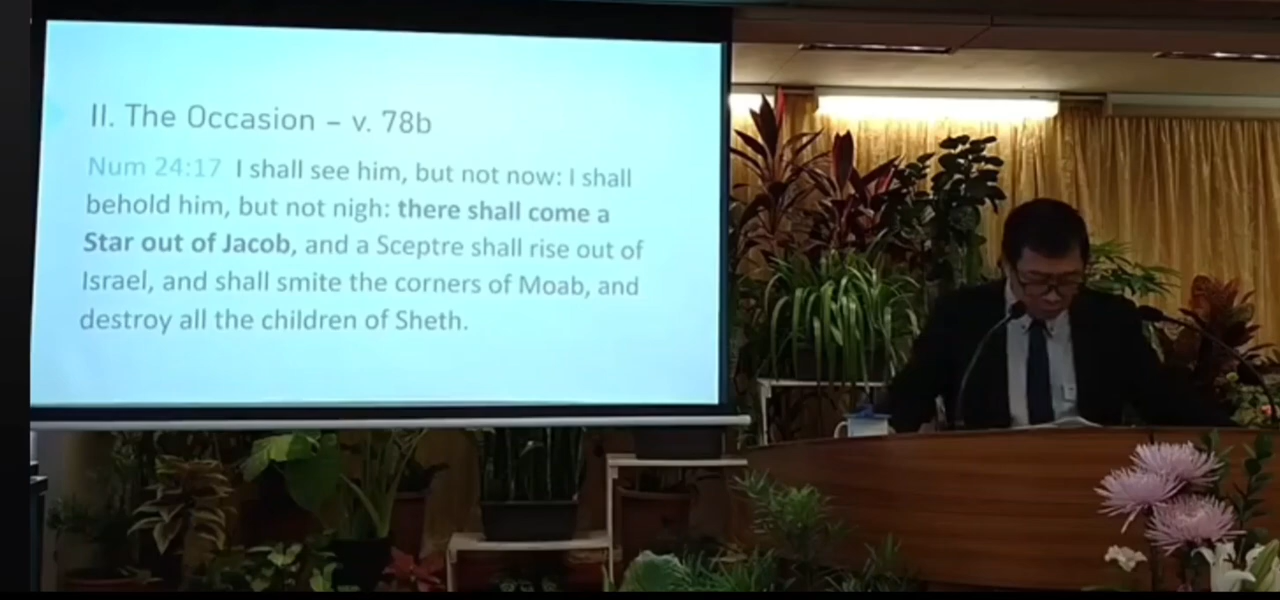 II. The Occasion – v. 78b
Num 24:17 I shall see him, but not now: I shall
behold him, but not nigh: there shall come a
Star out of Jacob, and a Sceptre shall rise out of
Israel, and shall smite the corners of Moab, and
destroy all the children of Sheth.